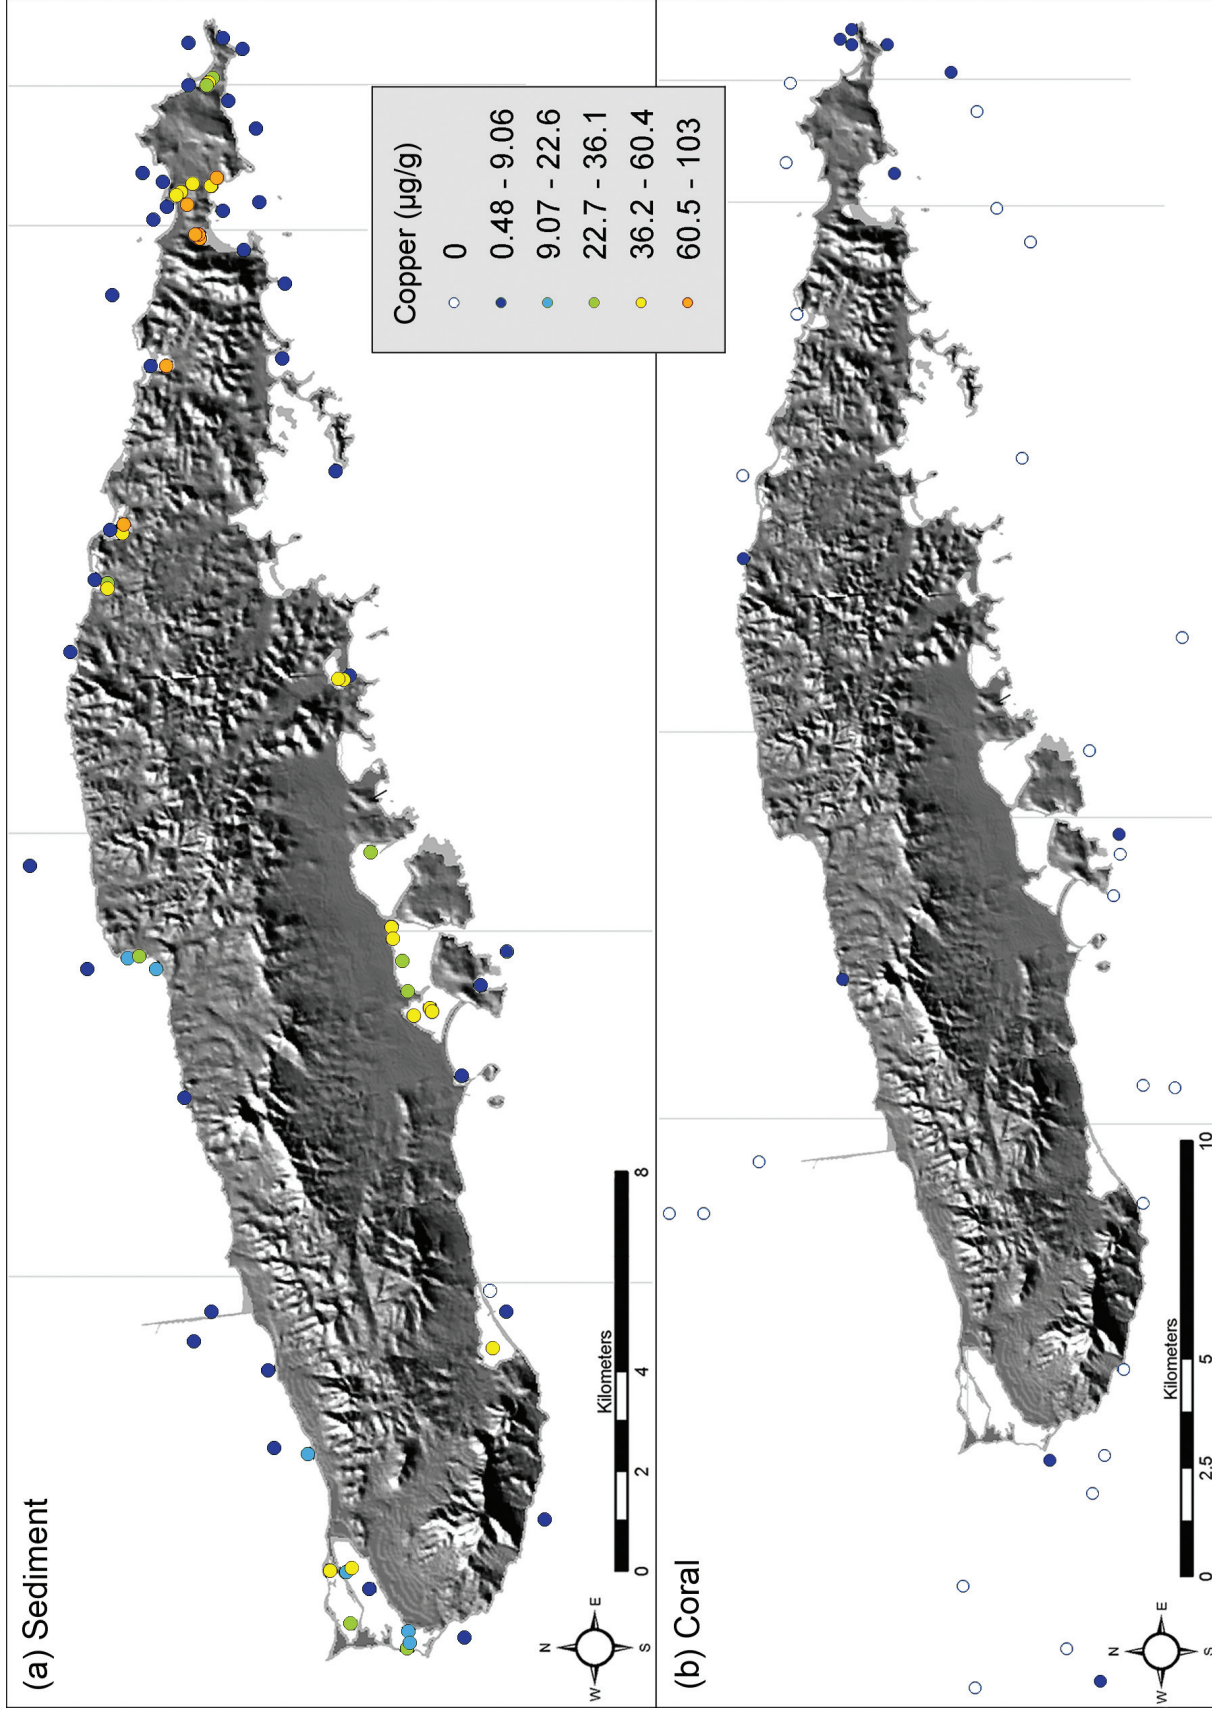 (a) Sediment
N
W E
S
Kilometers
0 2 4 8
Copper (µg/g)
0
0.48 - 9.06
9.07 - 22.6
22.7 - 36.1
36.2 - 60.4
60.5 - 103
(b) Coral
N
W E
S
Kilometers
0 2.5 5 10